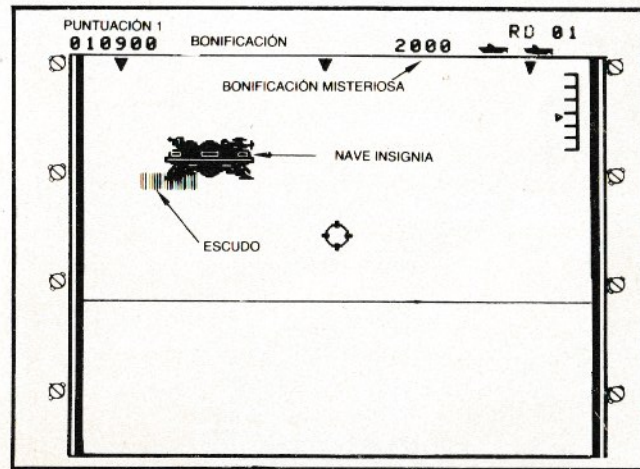 PUNTUACIÓN 1
010900 BONIFICACIÓN 2000 RD 01
BONIFICACIÓN MISTERIOSA
NAVE INSIGNIA
ESCUDO